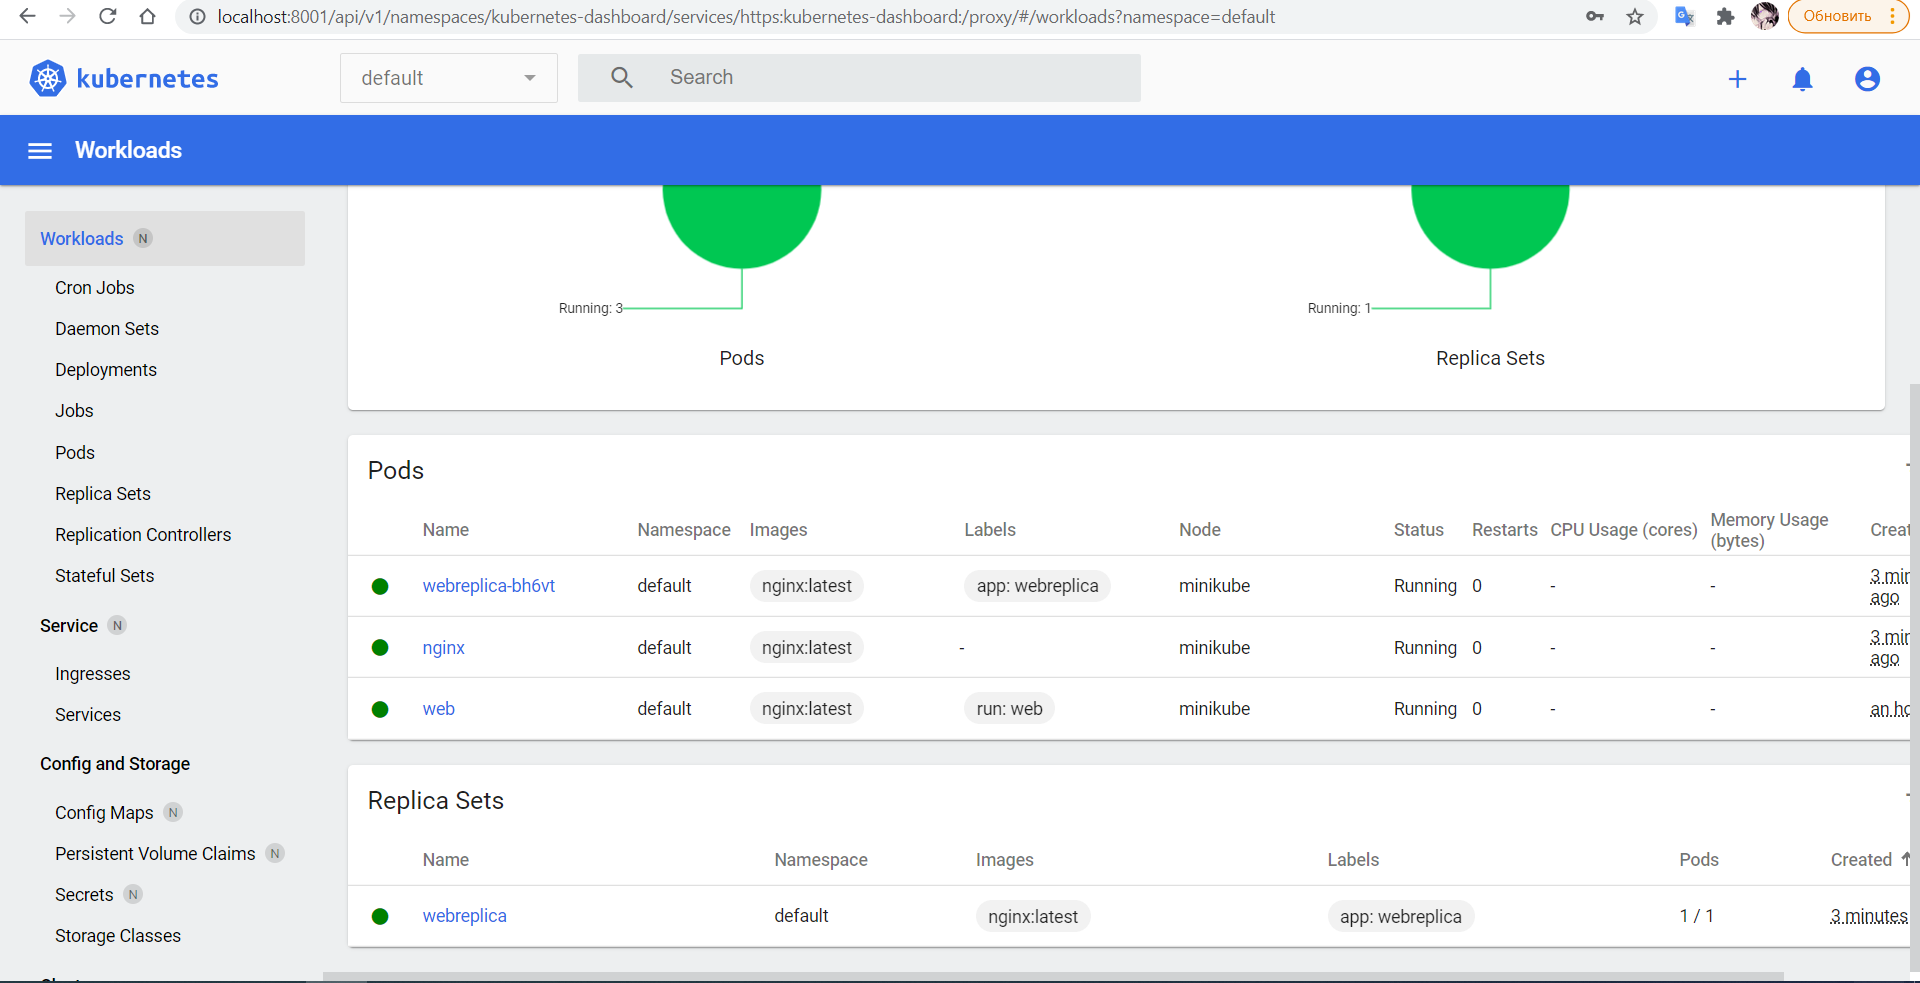 localhost:8001/api/v1/namespaces/kubernetes-dashboard/services/https:kubernetes-dashboard:/proxy/#/workloads?namespace=default
Обновить
kubernetes
default
Search
Workloads
Workloads N
Cron Jobs
Daemon Sets
Deployments
Jobs
Pods
Replica Sets
Replication Controllers
Stateful Sets
Service N
Ingresses
Services
Config and Storage
Config Maps N
Persistent Volume Claims N
Secrets N
Storage Classes
Running: 3
Pods
Running: 1
Replica Sets
Pods
Name Namespace Images Labels Node Status Restarts CPU Usage (cores) Memory Usage (bytes) Creat
webreplica-bh6vt default nginx:latest app: webreplica minikube Running 0 - - 3 min ago
nginx default nginx:latest - minikube Running 0 - - 3 min ago
web default nginx:latest run: web minikube Running 0 - - an ho
Replica Sets
Name Namespace Images Labels Pods Created
webreplica default nginx:latest app: webreplica 1 / 1 3 minutes